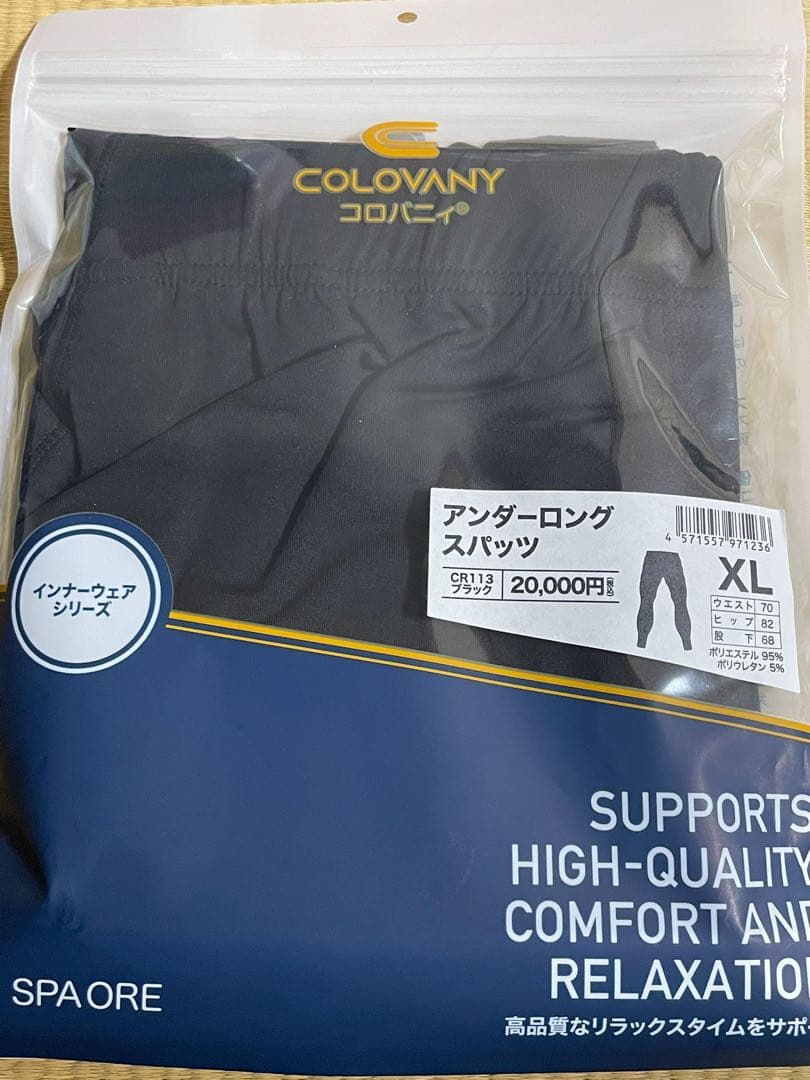 COLOVANY
コロバニィ®
アンダーロング
スパッツ
CR113
ブラック
20,000円(税込)
4 571557 971236
XL
ウエスト 70
ヒップ 82
股下 68
ポリエステル 95%
ポリウレタン 5%
インナーウェア
シリーズ
SUPPORTS
HIGH-QUALITY
COMFORT AND
RELAXATIO
高品質なリラックスタイムをサポ
SPA ORE